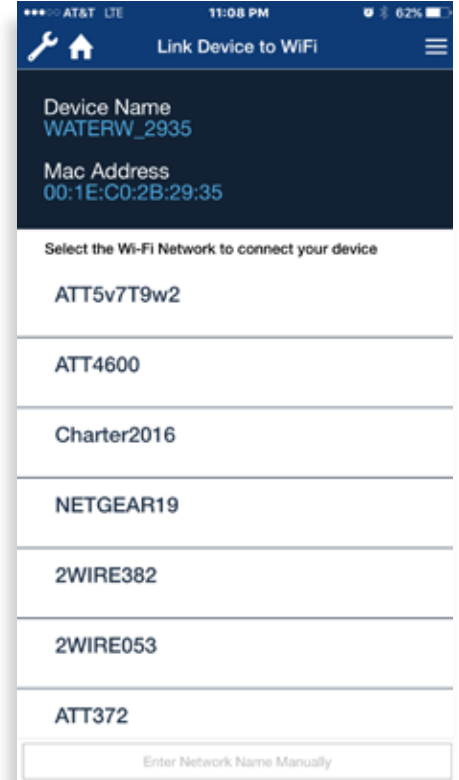 AT&T LTE 11:08 PM 62%
Link Device to WiFi
Device Name
WATERW_2935
Mac Address
00:1E:C0:2B:29:35
Select the Wi-Fi Network to connect your device
ATT5v7T9w2
ATT4600
Charter2016
NETGEAR19
2WIRE382
2WIRE053
ATT372
Enter Network Name Manually